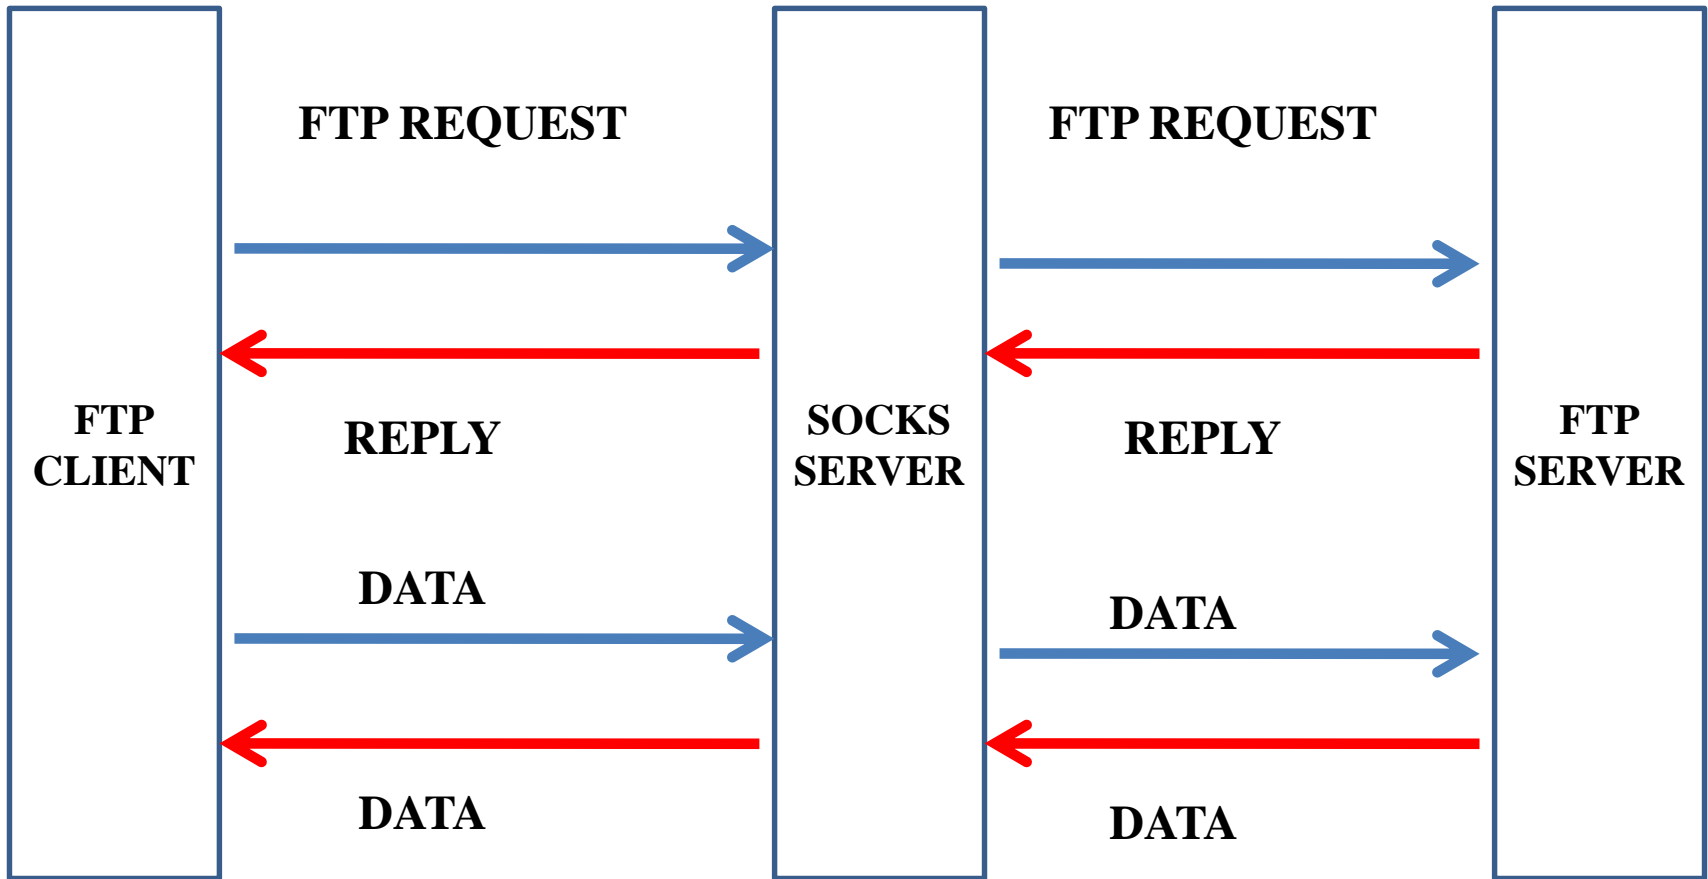 FTP REQUEST
FTP REQUEST
FTP
CLIENT
REPLY
SOCKS
SERVER
REPLY
FTP
SERVER
DATA
DATA
DATA
DATA